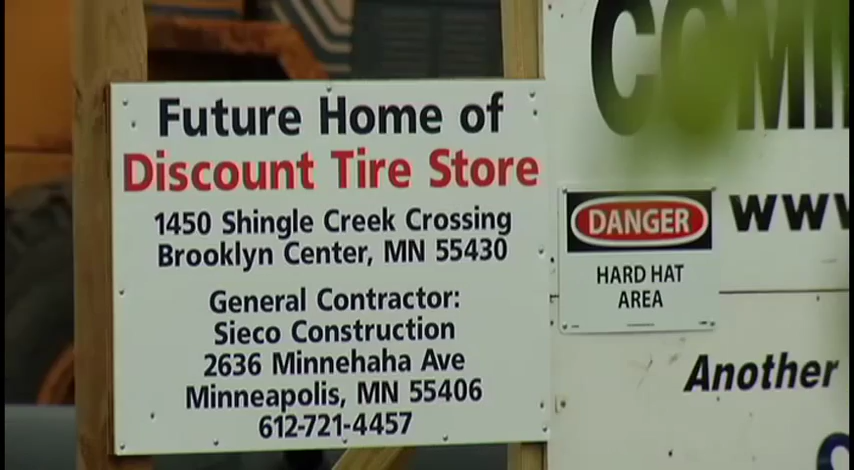 Future Home of
Discount Tire Store
1450 Shingle Creek Crossing
Brooklyn Center, MN 55430
General Contractor:
Sieco Construction
2636 Minnehaha Ave
Minneapolis, MN 55406
612-721-4457
DANGER
HARD HAT
AREA
Another